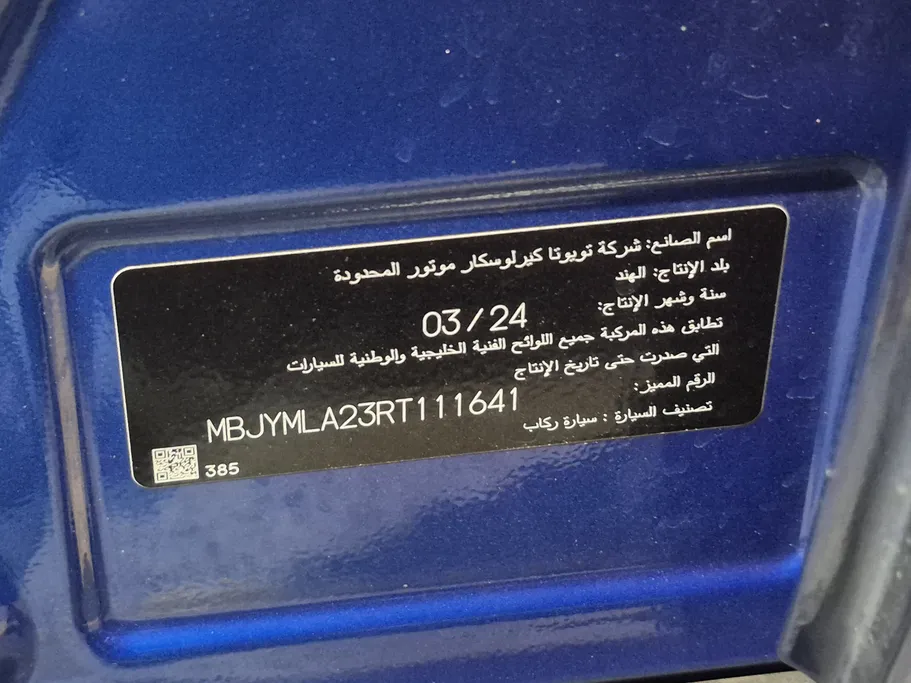 اسم الصانع: شركة تويوتا كيرلوسكار موتور المحدودة
بلد الإنتاج: الهند
سنة وشهر الإنتاج:
03/24
تطابق هذه المركبة جميع اللوائح الفنية الخليجية والوطنية للسيارات
التي صدرت حتى تاريخ الإنتاج
الرقم المميز:
MBJYMLA23RT111641
تصنيف السيارة : سيارة ركاب
385